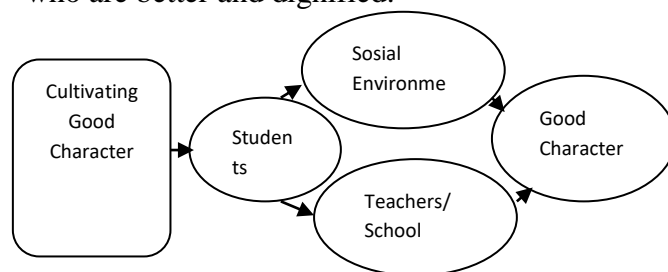 who are better and dignified.
Cultivating
Good
Character
Studen
ts
Sosial
Environme
Teachers/
School
Good
Character